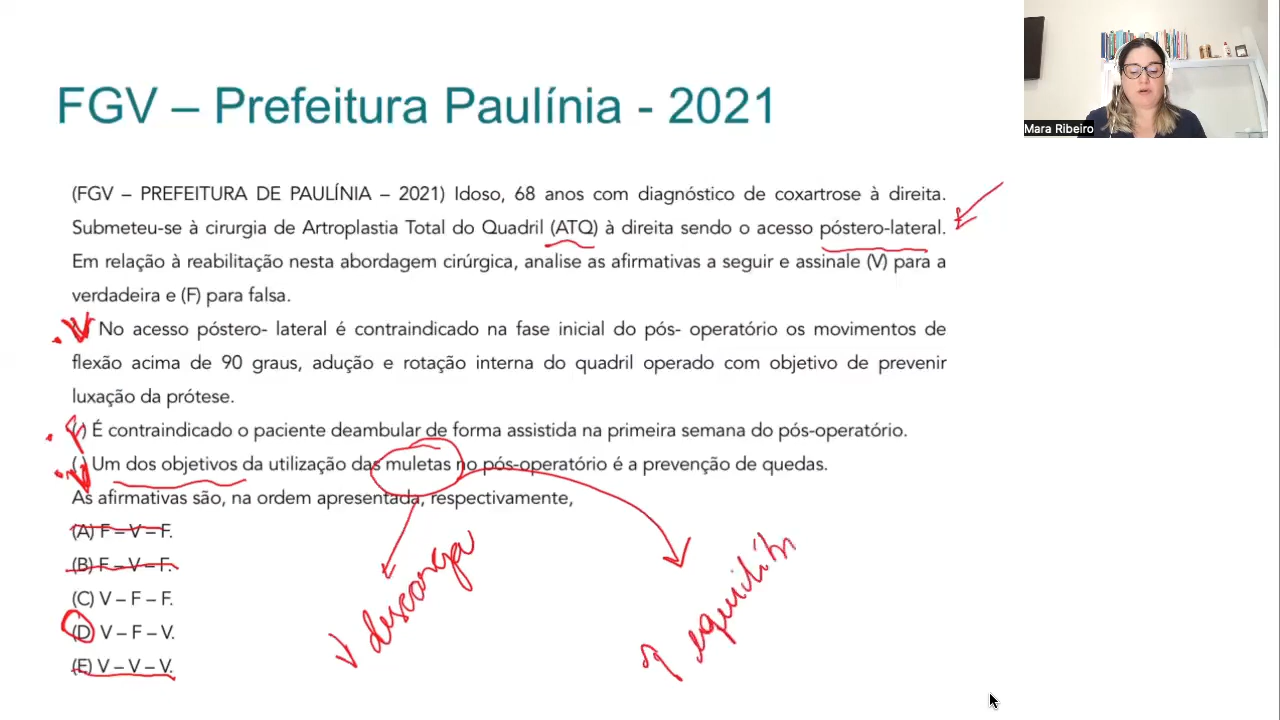 FGV – Prefeitura Paulínia - 2021
Mara Ribeiro
(FGV – PREFEITURA DE PAULÍNIA – 2021) Idoso, 68 anos com diagnóstico de coxartrose à direita.
Submeteu-se à cirurgia de Artroplastia Total do Quadril (ATQ) à direita sendo o acesso póstero-lateral.
Em relação à reabilitação nesta abordagem cirúrgica, analise as afirmativas a seguir e assinale (V) para a
verdadeira e (F) para falsa.
V No acesso póstero- lateral é contraindicado na fase inicial do pós- operatório os movimentos de
flexão acima de 90 graus, adução e rotação interna do quadril operado com objetivo de prevenir
luxação da prótese.
(F) É contraindicado o paciente deambular de forma assistida na primeira semana do pós-operatório.
(V) Um dos objetivos da utilização das muletas no pós-operatório é a prevenção de quedas.
As afirmativas são, na ordem apresentada, respectivamente,
(A) F – V – F.
(B) F – V – F.
(C) V – F – F.
(D) V – F – V.
(E) V – V – V.
↓ descarga
↑ equilíb